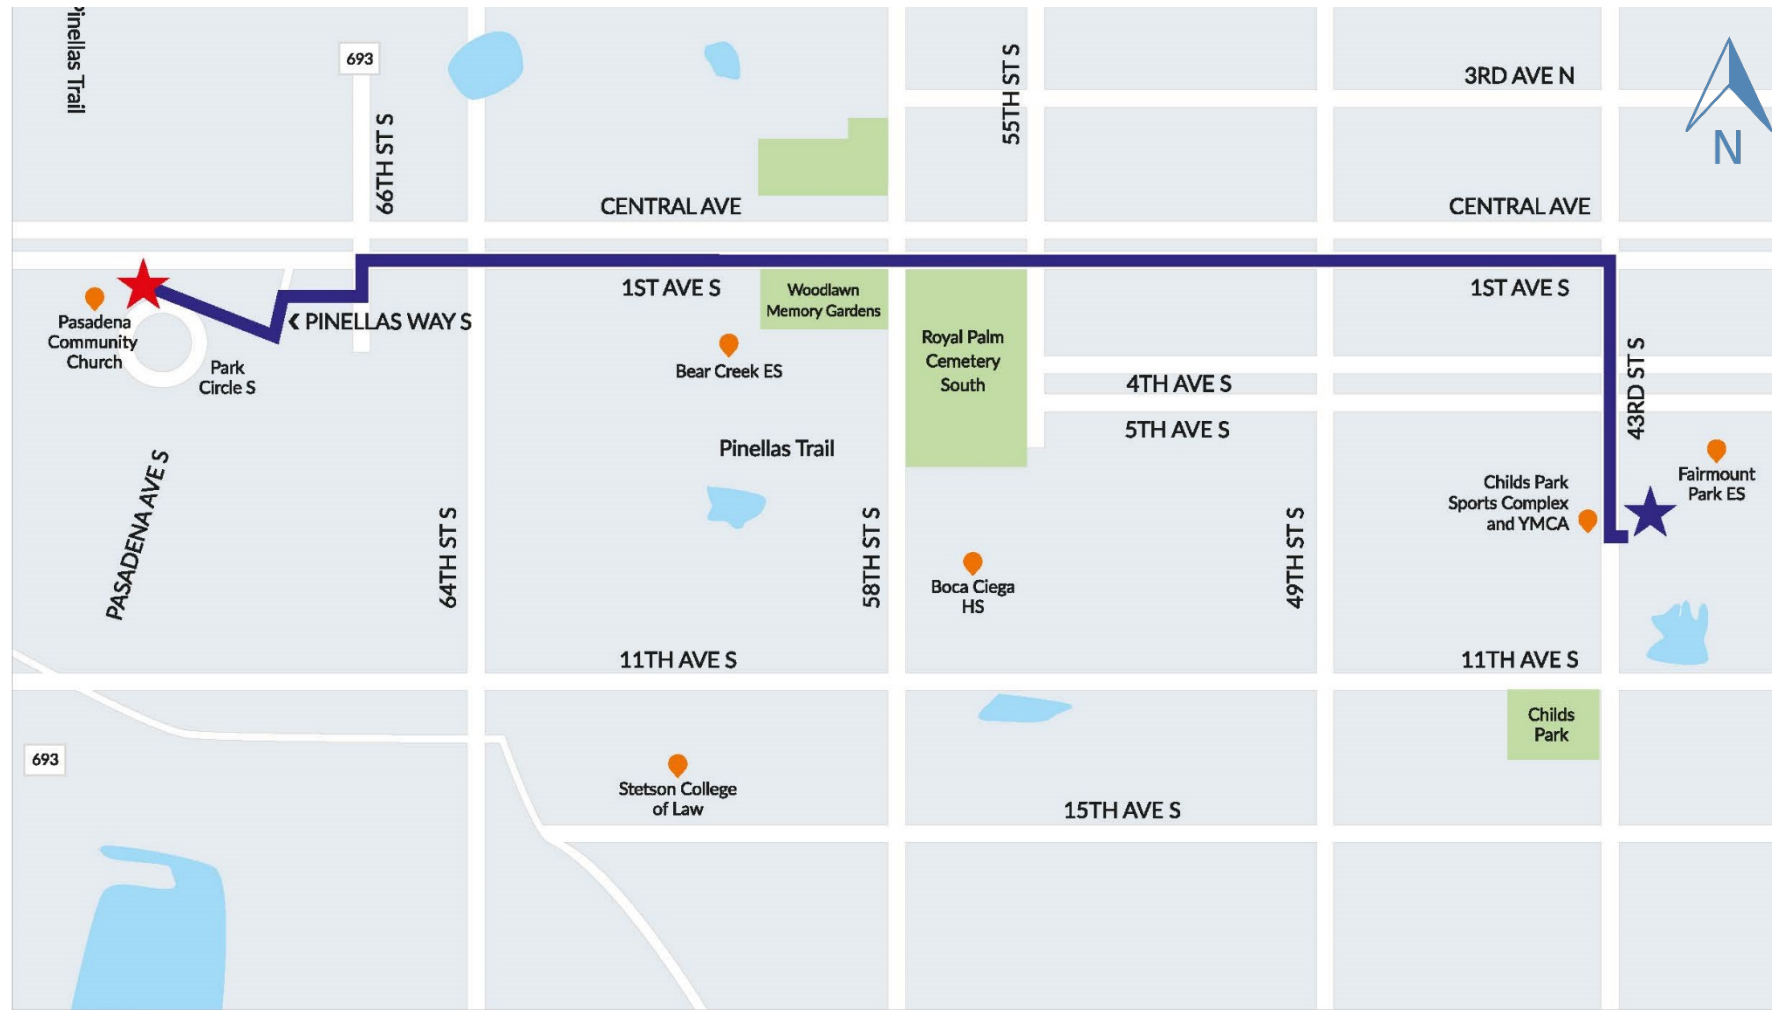 Pinellas Trail
693
66TH ST S
55TH ST S
3RD AVE N
N
CENTRAL AVE
CENTRAL AVE
1ST AVE S
1ST AVE S
Woodlawn
Memory Gardens
Pasadena
Community
Church
PINELLAS WAY S
Park
Circle S
Bear Creek ES
Royal Palm
Cemetery
South
4TH AVE S
5TH AVE S
43RD ST S
Pinellas Trail
PASADENA AVE S
64TH ST S
58TH ST S
49TH ST S
Childs Park
Sports Complex
and YMCA
Fairmount
Park ES
Boca Ciega
HS
11TH AVE S
11TH AVE S
Childs
Park
693
Stetson College
of Law
15TH AVE S